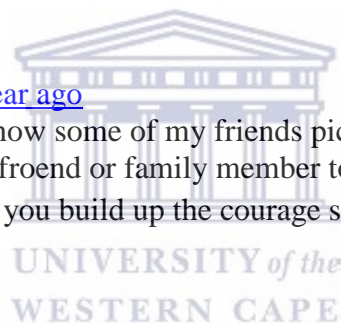 ear ago
now some of my friends pic
froend or family member to
you build up the courage s
UNIVERSITY of the
WESTERN CAPE